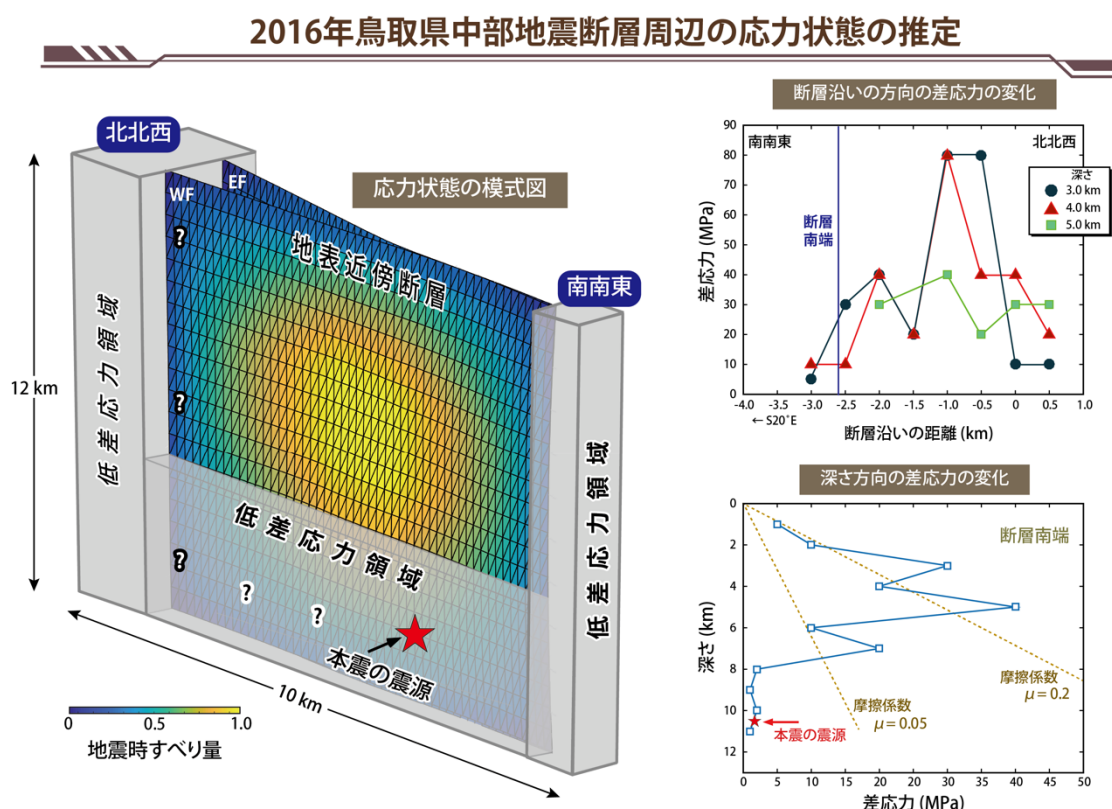 2016年鳥取県中部地震断層周辺の応力状態の推定
北北西
EF
WF
応力状態の模式図
地表近傍断層
?
?
?
?
?
南南東
低差応力領域
低差応力領域
低差応力領域
12 km
10 km
本震の震源
0
0.5
1.0
地震時すべり量
断層沿いの方向の差応力の変化
差応力 (MPa)
90
80
70
60
50
40
30
20
10
0
南南東
北北西
断層
南端
深さ
3.0 km
4.0 km
5.0 km
-4.0 -3.0 -2.5 -2.0 -1.5 -1.0 -0.5 0 0.5 1.0
← S20°E
断層沿いの距離 (km)
深さ方向の差応力の変化
深さ (km)
0
2
4
6
8
10
12
断層南端
摩擦係数
μ = 0.2
摩擦係数
μ = 0.05
本震の震源
0 5 10 15 20 25 30 35 40 45 50
差応力 (MPa)